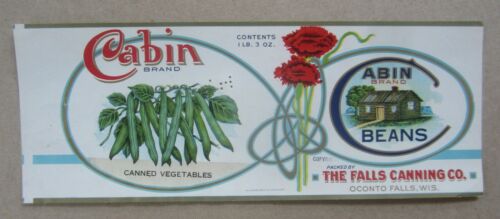 Cabin
BRAND
CANNED VEGETABLES
CONTENTS
1 LB. 3 OZ.
CABIN
BRAND
BEANS
PACKED BY
THE FALLS CANNING CO.
OCONTO FALLS, WIS.